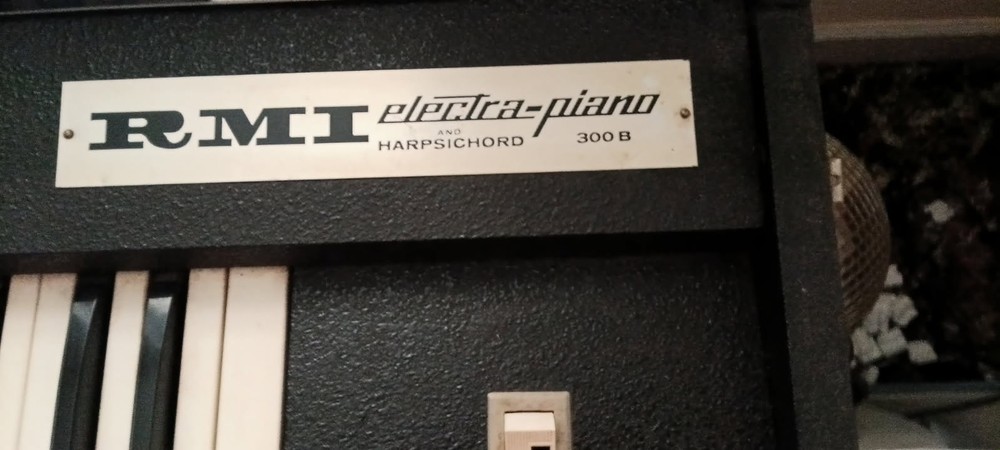 RMI electra-piano
AND
HARPSICHORD 300 B